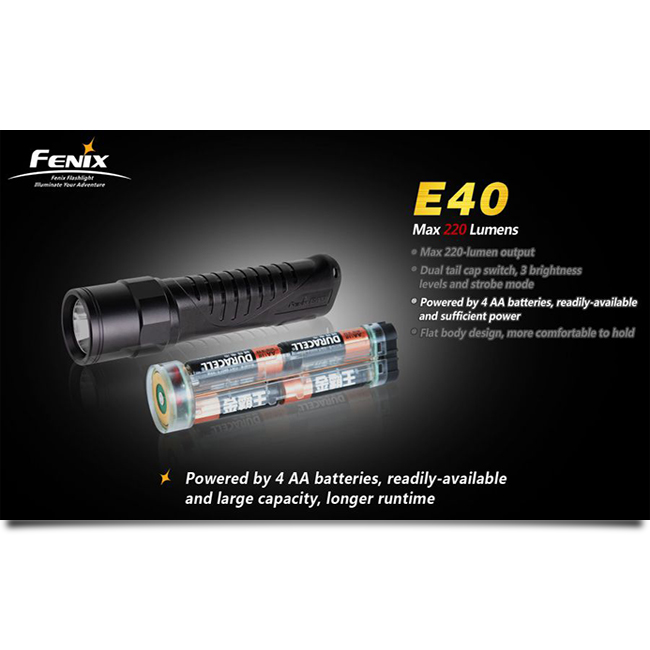 FENIX
Fenix Flashlight
Illuminate Your Adventure
E40
Max 220 Lumens
Max 220-lumen output
Dual tail cap switch, 3 brightness
levels and strobe mode
Powered by 4 AA batteries, readily-available
and sufficient power
Flat body design, more comfortable to hold
DURACELL
DURACELL
Powered by 4 AA batteries, readily-available
and large capacity, longer runtime